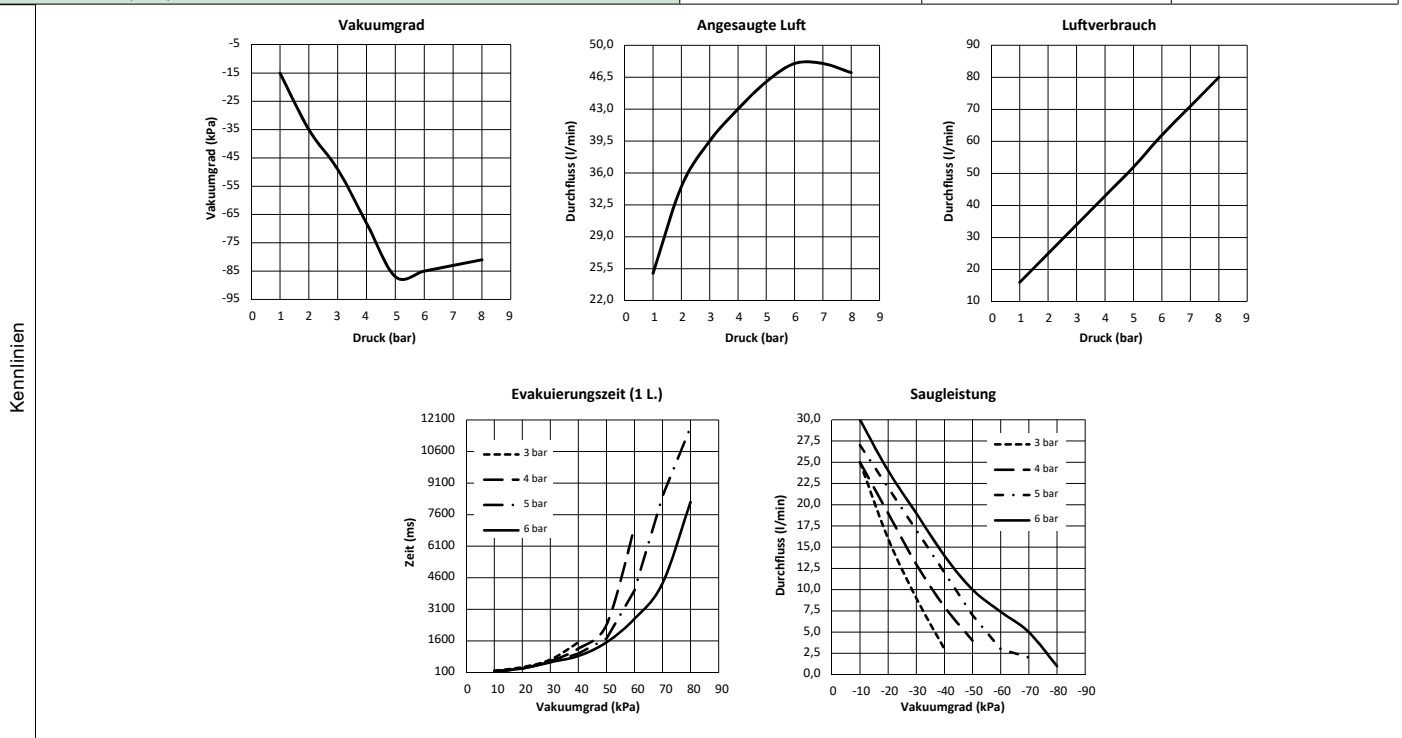 Kennlinien
Vakuumgrad
Vakuumgrad (kPa)
-5
-15
-25
-35
-45
-55
-65
-75
-85
-95
0 1 2 3 4 5 6 7 8 9
Druck (bar)
Angesaugte Luft
Durchfluss (l/min)
50,0
46,5
43,0
39,5
36,0
32,5
29,0
25,5
22,0
0 1 2 3 4 5 6 7 8 9
Druck (bar)
Luftverbrauch
Durchfluss (l/min)
90
80
70
60
50
40
30
20
10
0 1 2 3 4 5 6 7 8 9
Druck (bar)
Evakuierungszeit (1 L.)
Zeit (ms)
12100
10600
9100
7600
6100
4600
3100
1600
100
3 bar
4 bar
5 bar
6 bar
0 10 20 30 40 50 60 70 80 90
Vakuumgrad (kPa)
Saugleistung
Durchfluss (l/min)
30,0
27,5
25,0
22,5
20,0
17,5
15,0
12,5
10,0
7,5
5,0
2,5
0,0
3 bar
4 bar
5 bar
6 bar
0 -10 -20 -30 -40 -50 -60 -70 -80 -90
Vakuumgrad (kPa)